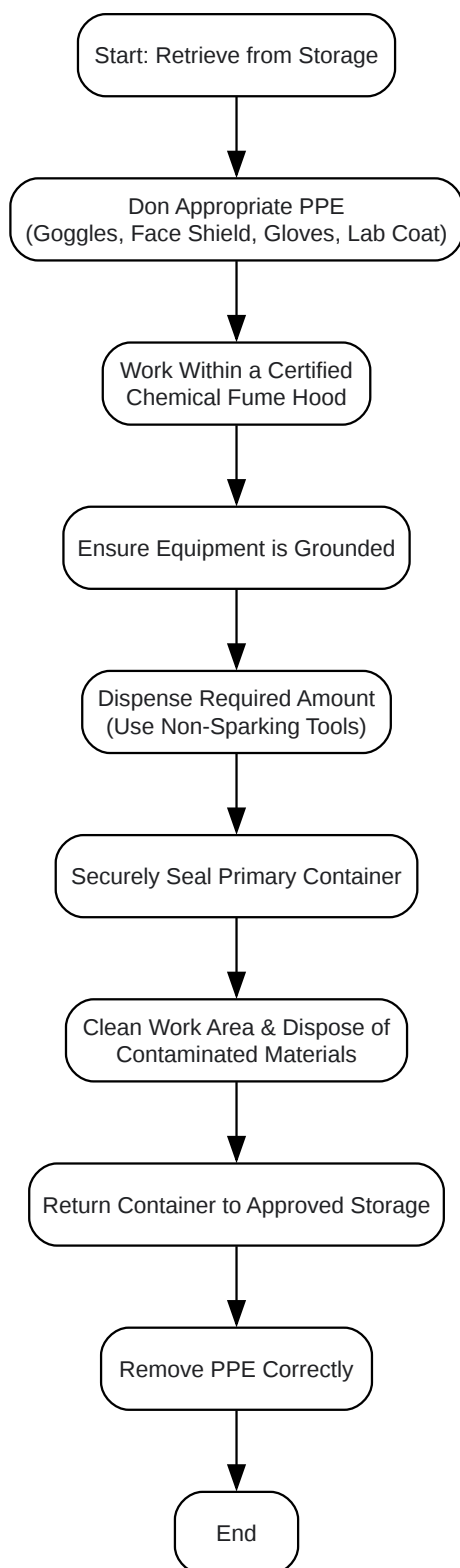 Start: Retrieve from Storage
Don Appropriate PPE
(Goggles, Face Shield, Gloves, Lab Coat)
Work Within a Certified
Chemical Fume Hood
Ensure Equipment is Grounded
Dispense Required Amount
(Use Non-Sparking Tools)
Securely Seal Primary Container
Clean Work Area & Dispose of
Contaminated Materials
Return Container to Approved Storage
Remove PPE Correctly
End